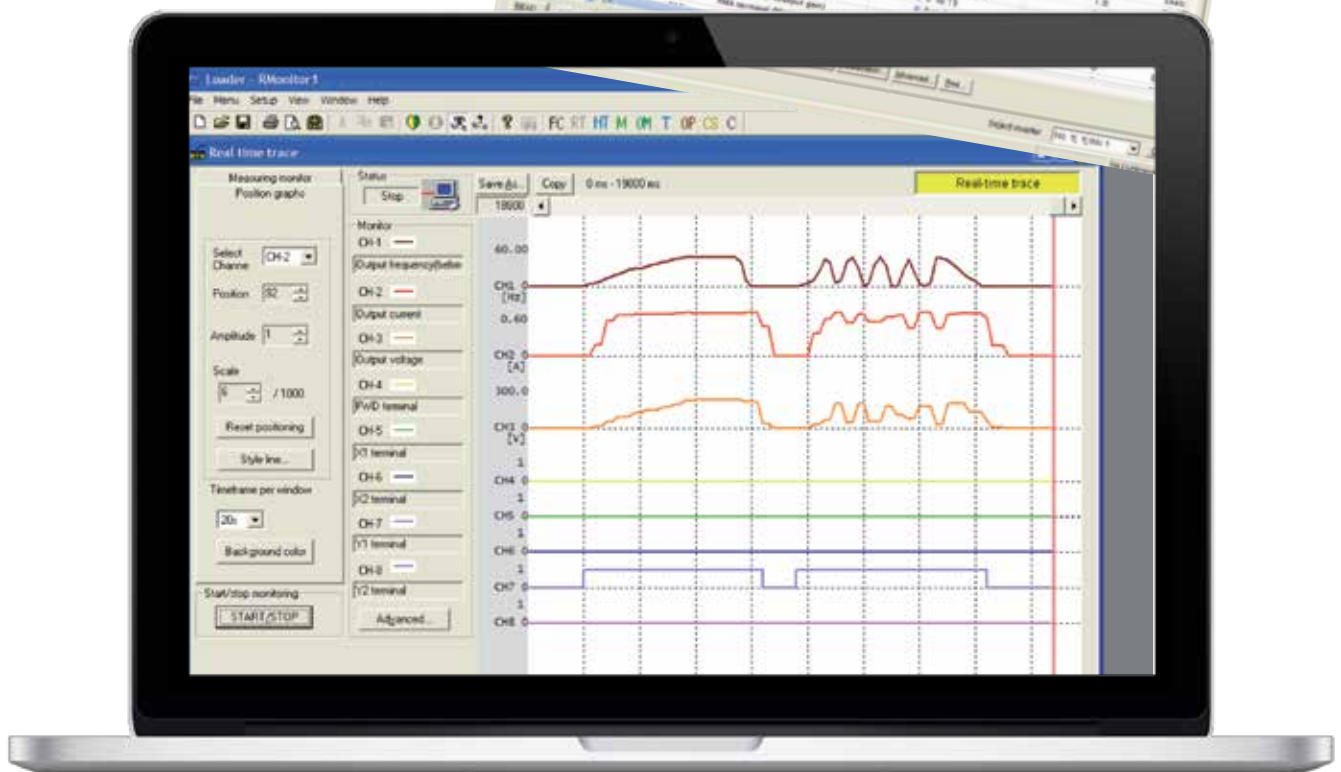 Loader - RMonitor1
File Menu Setup View Window Help
FC RT HT M OM T OP CS C
Real time trace
Measuring monitor
Position graphs
Select
Channe
CH-2
Position 92
Amplitude 1
Scale
6 / 1000
Reset positioning
Style line...
Timeframe per window
20s
Background color
Start/stop monitoring
START/STOP
Status
Stop
Monitor
CH-1
Output frequency(befor
CH-2
Output current
CH-3
Output voltage
CH-4
FWD terminal
CH-5
X1 terminal
CH-6
X2 terminal
CH-7
Y1 terminal
CH-8
Y2 terminal
Advanced...
Save As...
Copy
0 ms - 19000 ms
Real-time trace
60.00
CH1 0
[Hz]
0.60
CH2 0
[A]
300.0
CH3 0
[V]
1
CH4 0
1
CH5 0
1
CH6 0
1
CH7 0
1
CH8 0